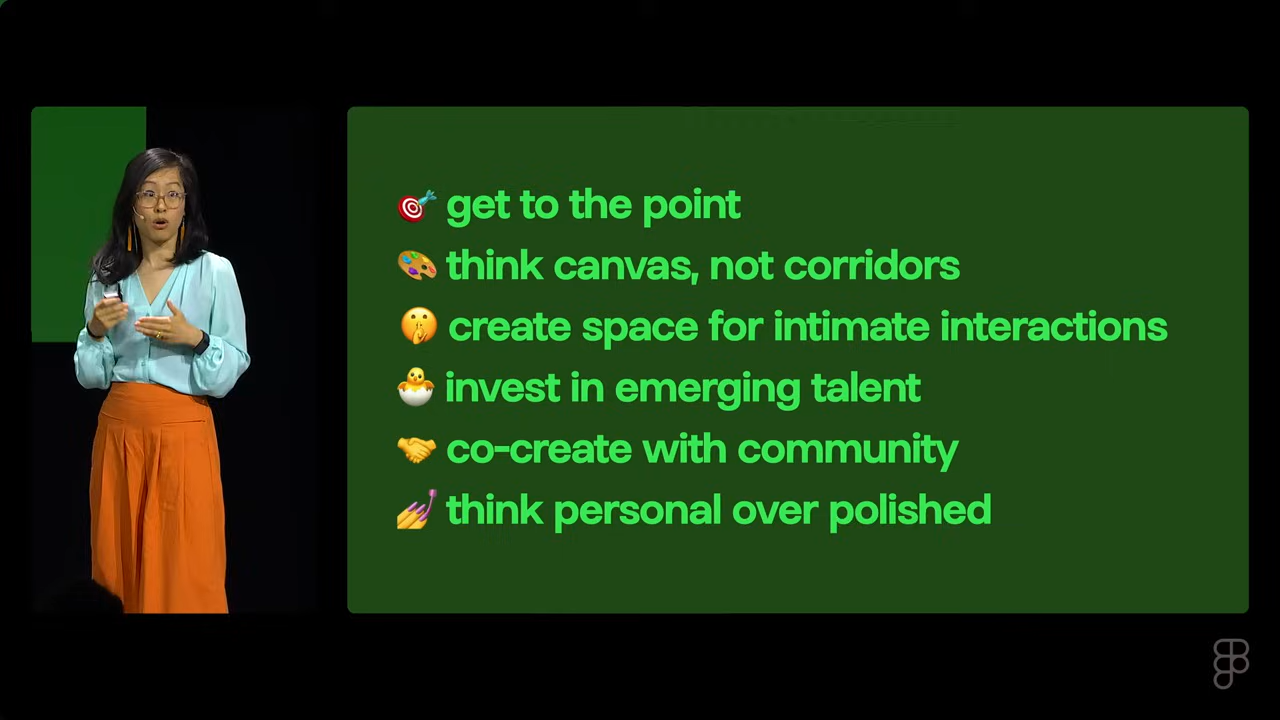 🎯 get to the point
🎨 think canvas, not corridors
🤫 create space for intimate interactions
🐣 invest in emerging talent
🤝 co-create with community
💅 think personal over polished